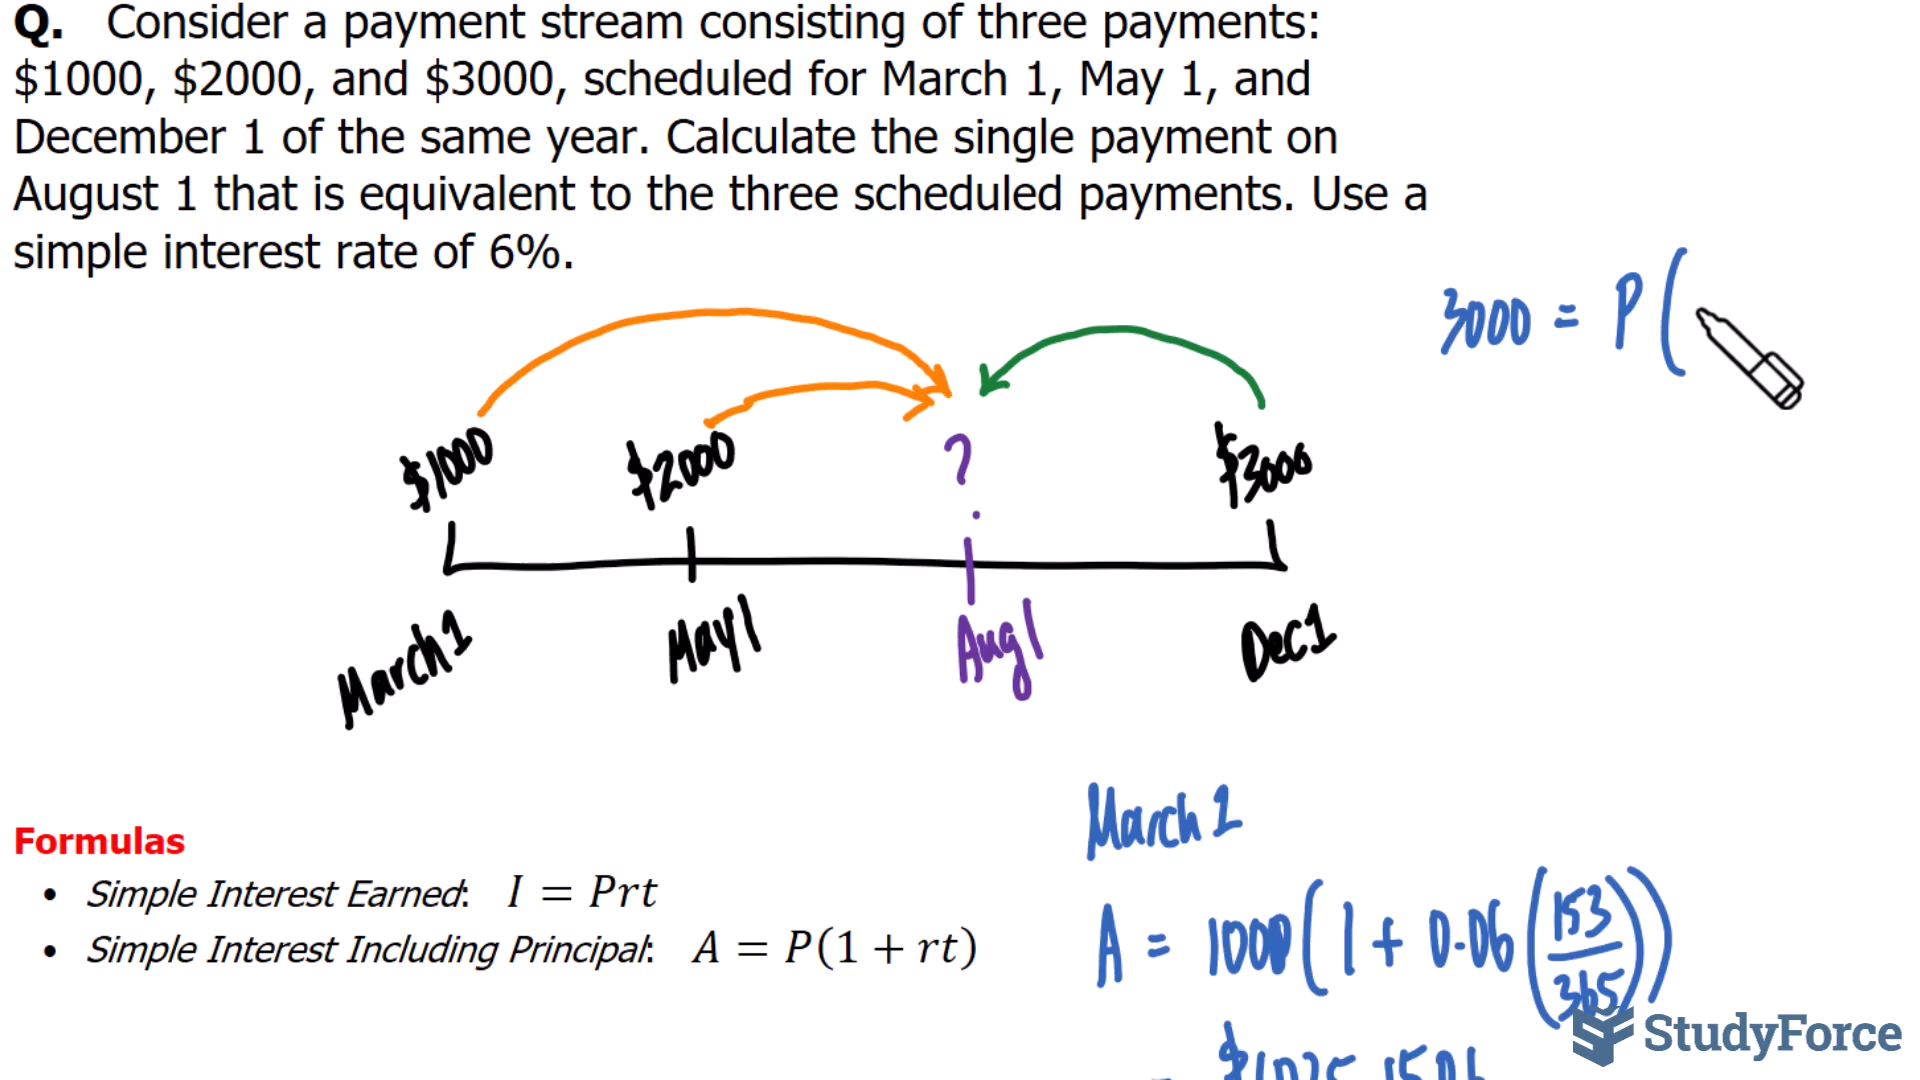 Q. Consider a payment stream consisting of three payments:
$1000, $2000, and $3000, scheduled for March 1, May 1, and
December 1 of the same year. Calculate the single payment on
August 1 that is equivalent to the three scheduled payments. Use a
simple interest rate of 6%.
3000 = P (
$1000 $2000 ? $3000
March 1 May 1 Aug 1 Dec 1
Formulas
• Simple Interest Earned: I = Prt
• Simple Interest Including Principal: A = P(1 + rt)
March 1
A = 1000 (1 + 0.06 (153/365))
StudyForce